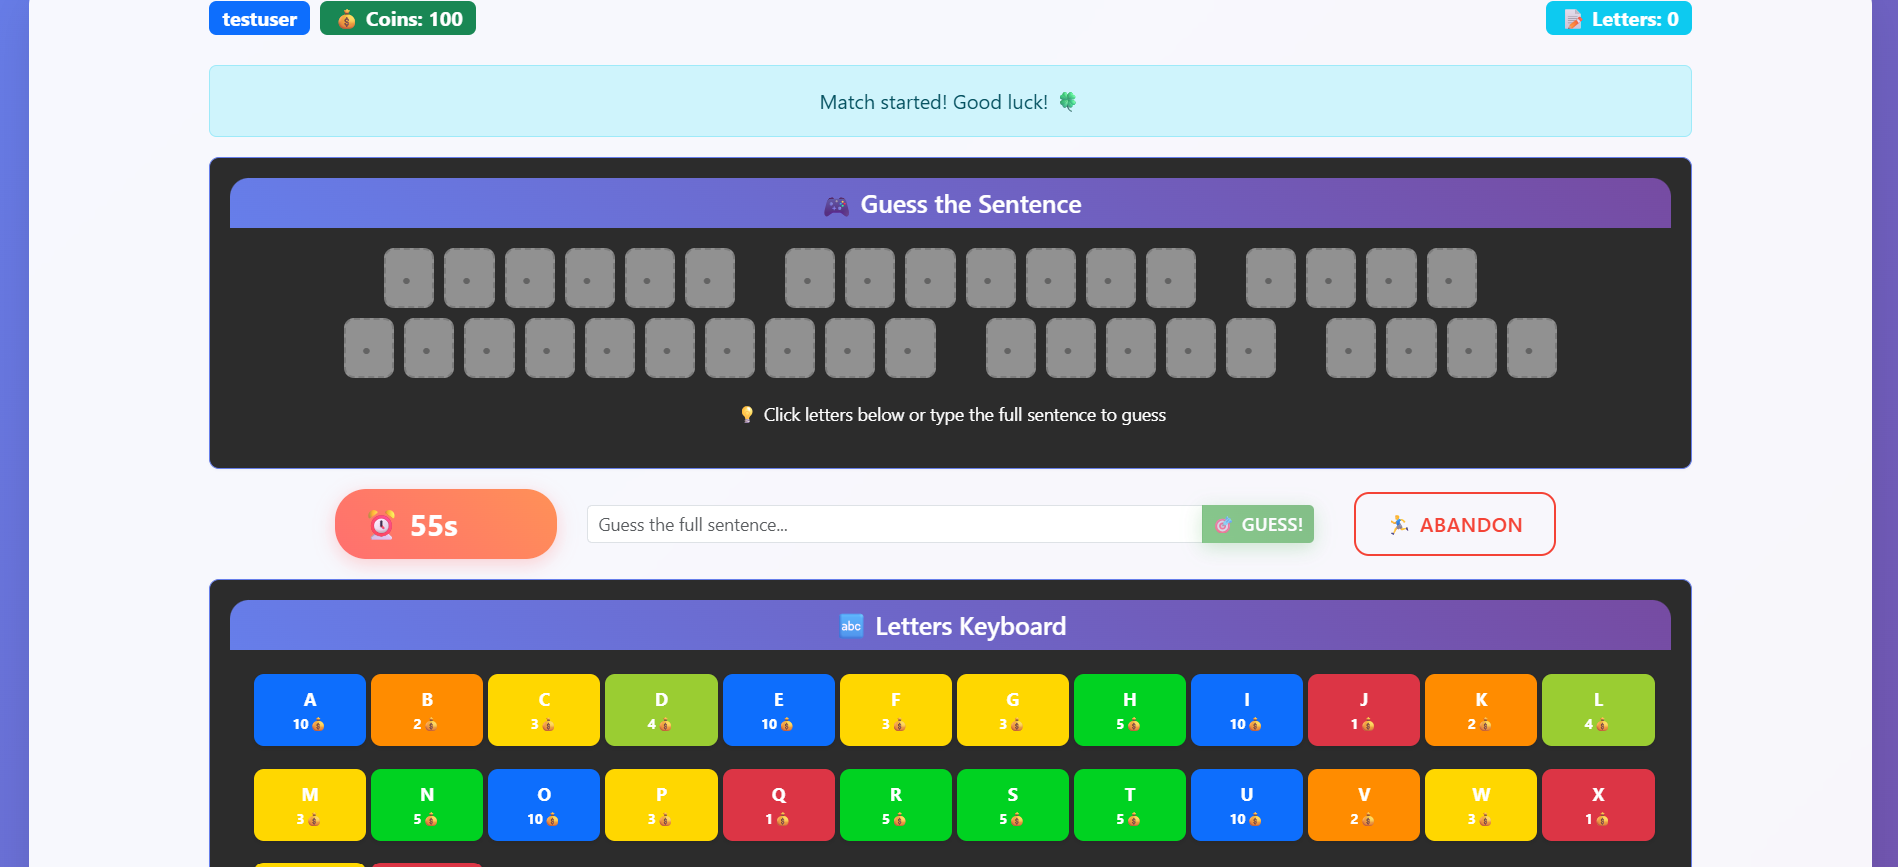 testuser 💰 Coins: 100 📝 Letters: 0
Match started! Good luck! 🍀
🎮 Guess the Sentence
💡 Click letters below or type the full sentence to guess
⏰ 55s Guess the full sentence... 🎯 GUESS! 🏃 ABANDON
🔤 Letters Keyboard
A B C D E F G H I J K L
10💰 2💰 3💰 4💰 10💰 3💰 3💰 5💰 10💰 1💰 2💰 4💰
M N O P Q R S T U V W X
3💰 5💰 10💰 3💰 1💰 5💰 5💰 5💰 10💰 2💰 3💰 1💰